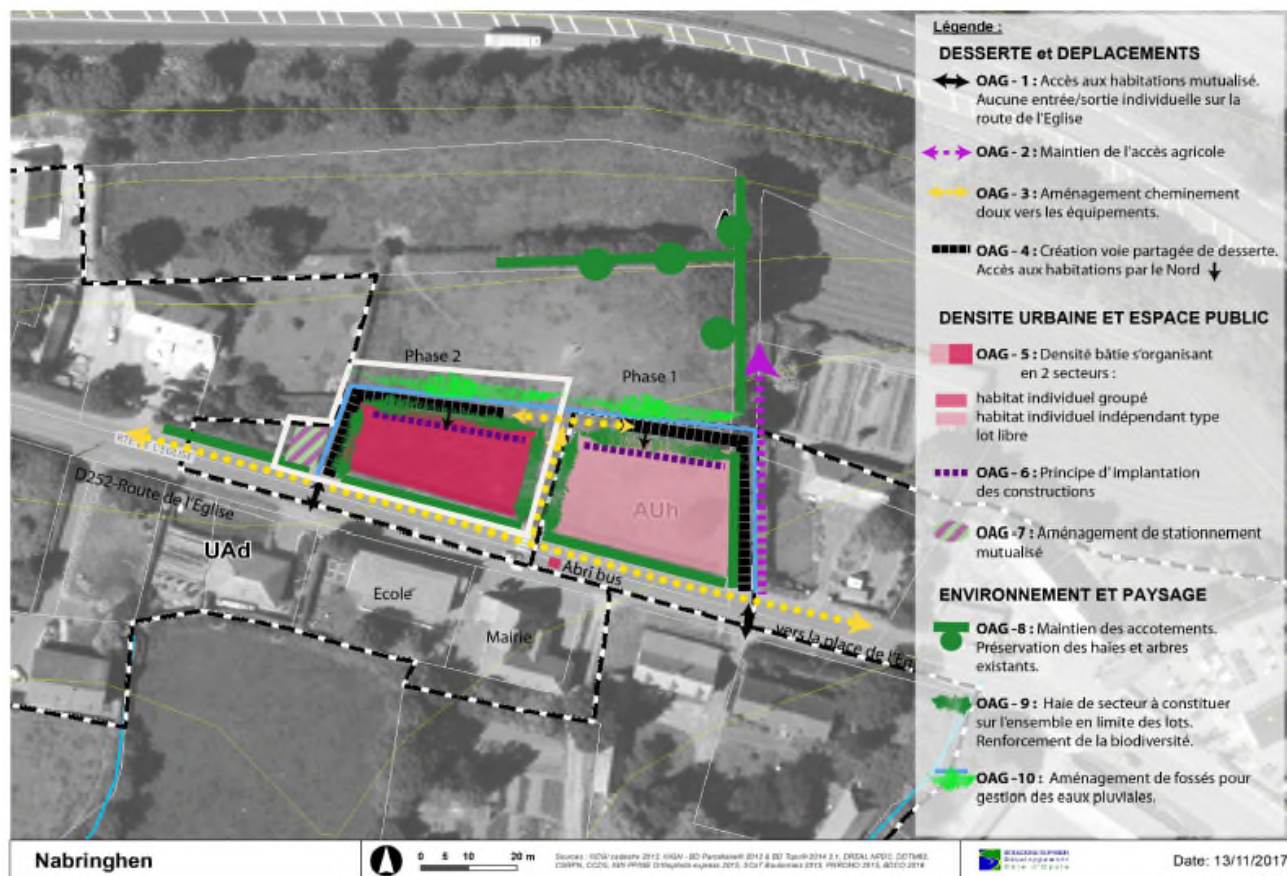 Légende :
DESSERTE et DEPLACEMENTS
OAG - 1 : Accès aux habitations mutualisé.
Aucune entrée/sortie individuelle sur la
route de l'Eglise
OAG - 2 : Maintien de l'accès agricole
OAG - 3 : Aménagement cheminement
doux vers les équipements.
OAG - 4 : Création voie partagée de desserte.
Accès aux habitations par le Nord
DENSITE URBAINE ET ESPACE PUBLIC
OAG - 5 : Densité bâtie s'organisant
en 2 secteurs :
habitat individuel groupé
habitat individuel indépendant type
lot libre
OAG - 6 : Principe d'implantation
des constructions
OAG -7 : Aménagement de stationnement
mutualisé
ENVIRONNEMENT ET PAYSAGE
OAG -8 : Maintien des accotements.
Préservation des haies et arbres
existants.
OAG - 9 : Haie de secteur à constituer
sur l'ensemble en limite des lots.
Renforcement de la biodiversité.
OAG -10 : Aménagement de fossés pour
gestion des eaux pluviales.
Phase 2
Phase 1
RTE DE L'EGLISE
D252-Route de l'Eglise
UAd
AUh
Abri bus
Ecole
Mairie
vers la place de l'En
Nabringhen
0 5 10 20 m
Date: 13/11/2017